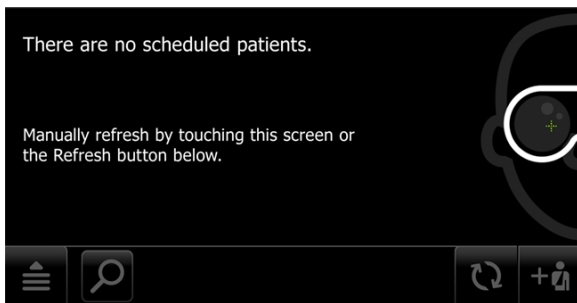 There are no scheduled patients.
Manually refresh by touching this screen or
the Refresh button below.